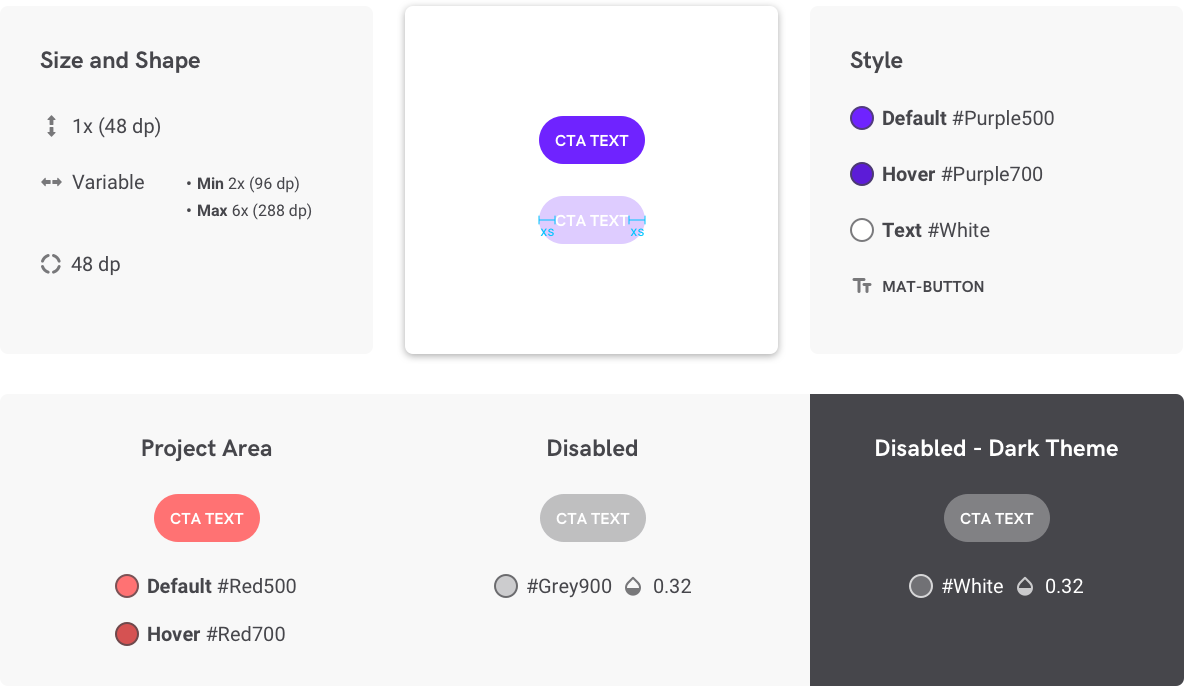 Size and Shape
1x (48 dp)
Variable
• Min 2x (96 dp)
• Max 6x (288 dp)
48 dp
CTA TEXT
CTA TEXT
xs xs
Style
Default #Purple500
Hover #Purple700
Text #White
Tт MAT-BUTTON
Project Area
CTA TEXT
Default #Red500
Hover #Red700
Disabled
CTA TEXT
#Grey900 0.32
Disabled - Dark Theme
CTA TEXT
#White 0.32